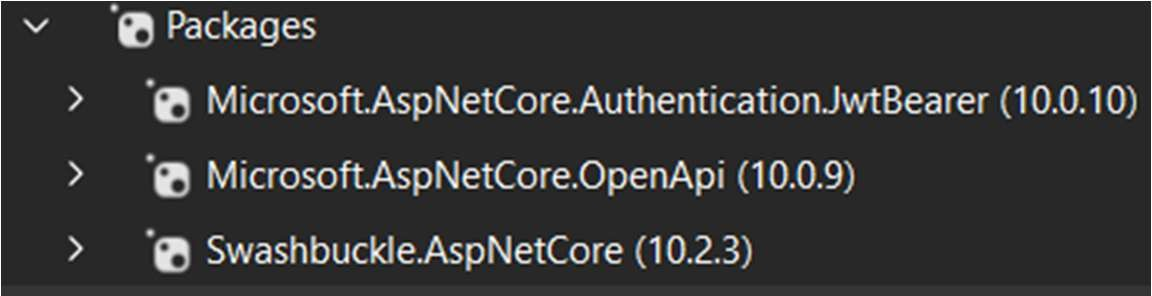 Packages
Microsoft.AspNetCore.Authentication.JwtBearer (10.0.10)
Microsoft.AspNetCore.OpenApi (10.0.9)
Swashbuckle.AspNetCore (10.2.3)